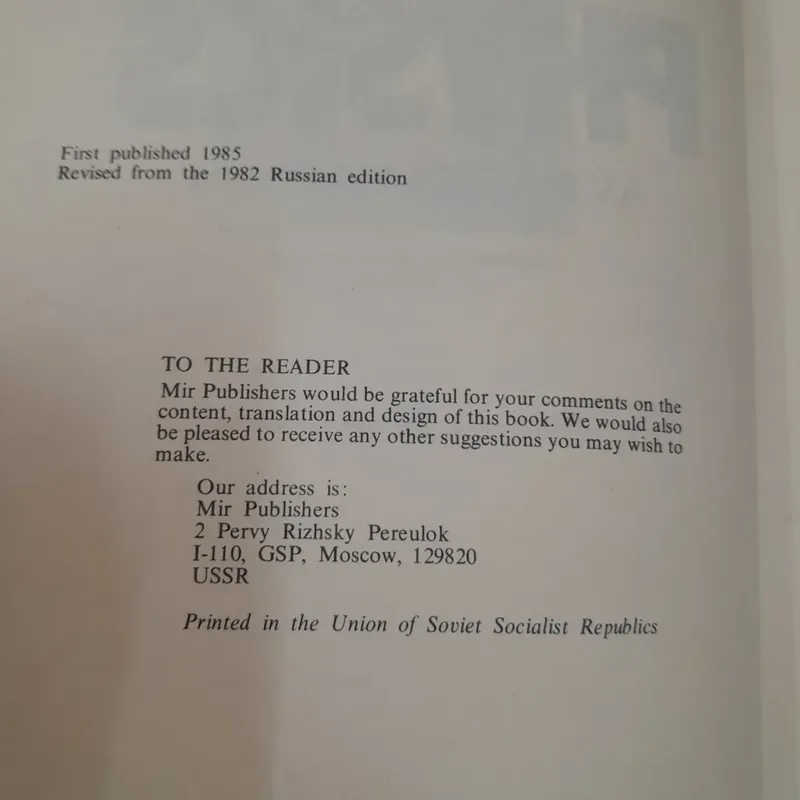 First published 1985
Revised from the 1982 Russian edition
TO THE READER
Mir Publishers would be grateful for your comments on the
content, translation and design of this book. We would also
be pleased to receive any other suggestions you may wish to
make.
Our address is:
Mir Publishers
2 Pervy Rizhsky Pereulok
I-110, GSP, Moscow, 129820
USSR
Printed in the Union of Soviet Socialist Republics